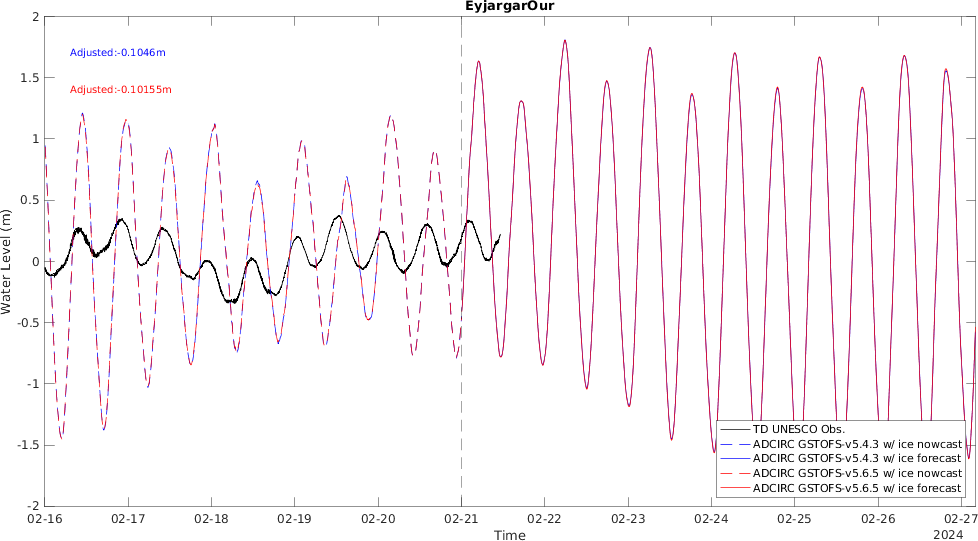 EyjargarOur
Adjusted:-0.1046m
Adjusted:-0.10155m
Water Level (m)
2
1.5
1
0.5
0
-0.5
-1
-1.5
-2
TD UNESCO Obs.
ADCIRC GSTOFS-v5.4.3 w/ ice nowcast
ADCIRC GSTOFS-v5.4.3 w/ ice forecast
ADCIRC GSTOFS-v5.6.5 w/ ice nowcast
ADCIRC GSTOFS-v5.6.5 w/ ice forecast
02-16 02-17 02-18 02-19 02-20 02-21 02-22 02-23 02-24 02-25 02-26 02-27
Time
2024